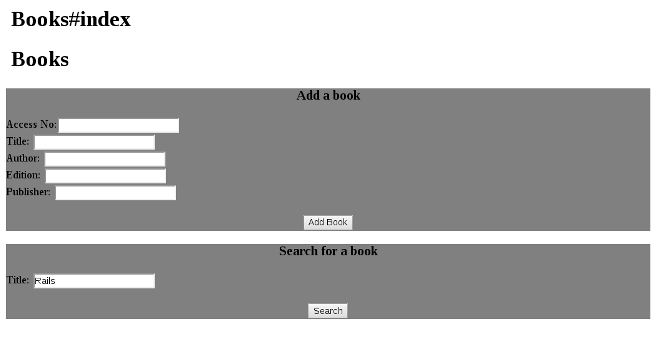 Books#index
Books
Add a book
Access No:
Title:
Author:
Edition:
Publisher:
Add Book
Search for a book
Title: Rails
Search